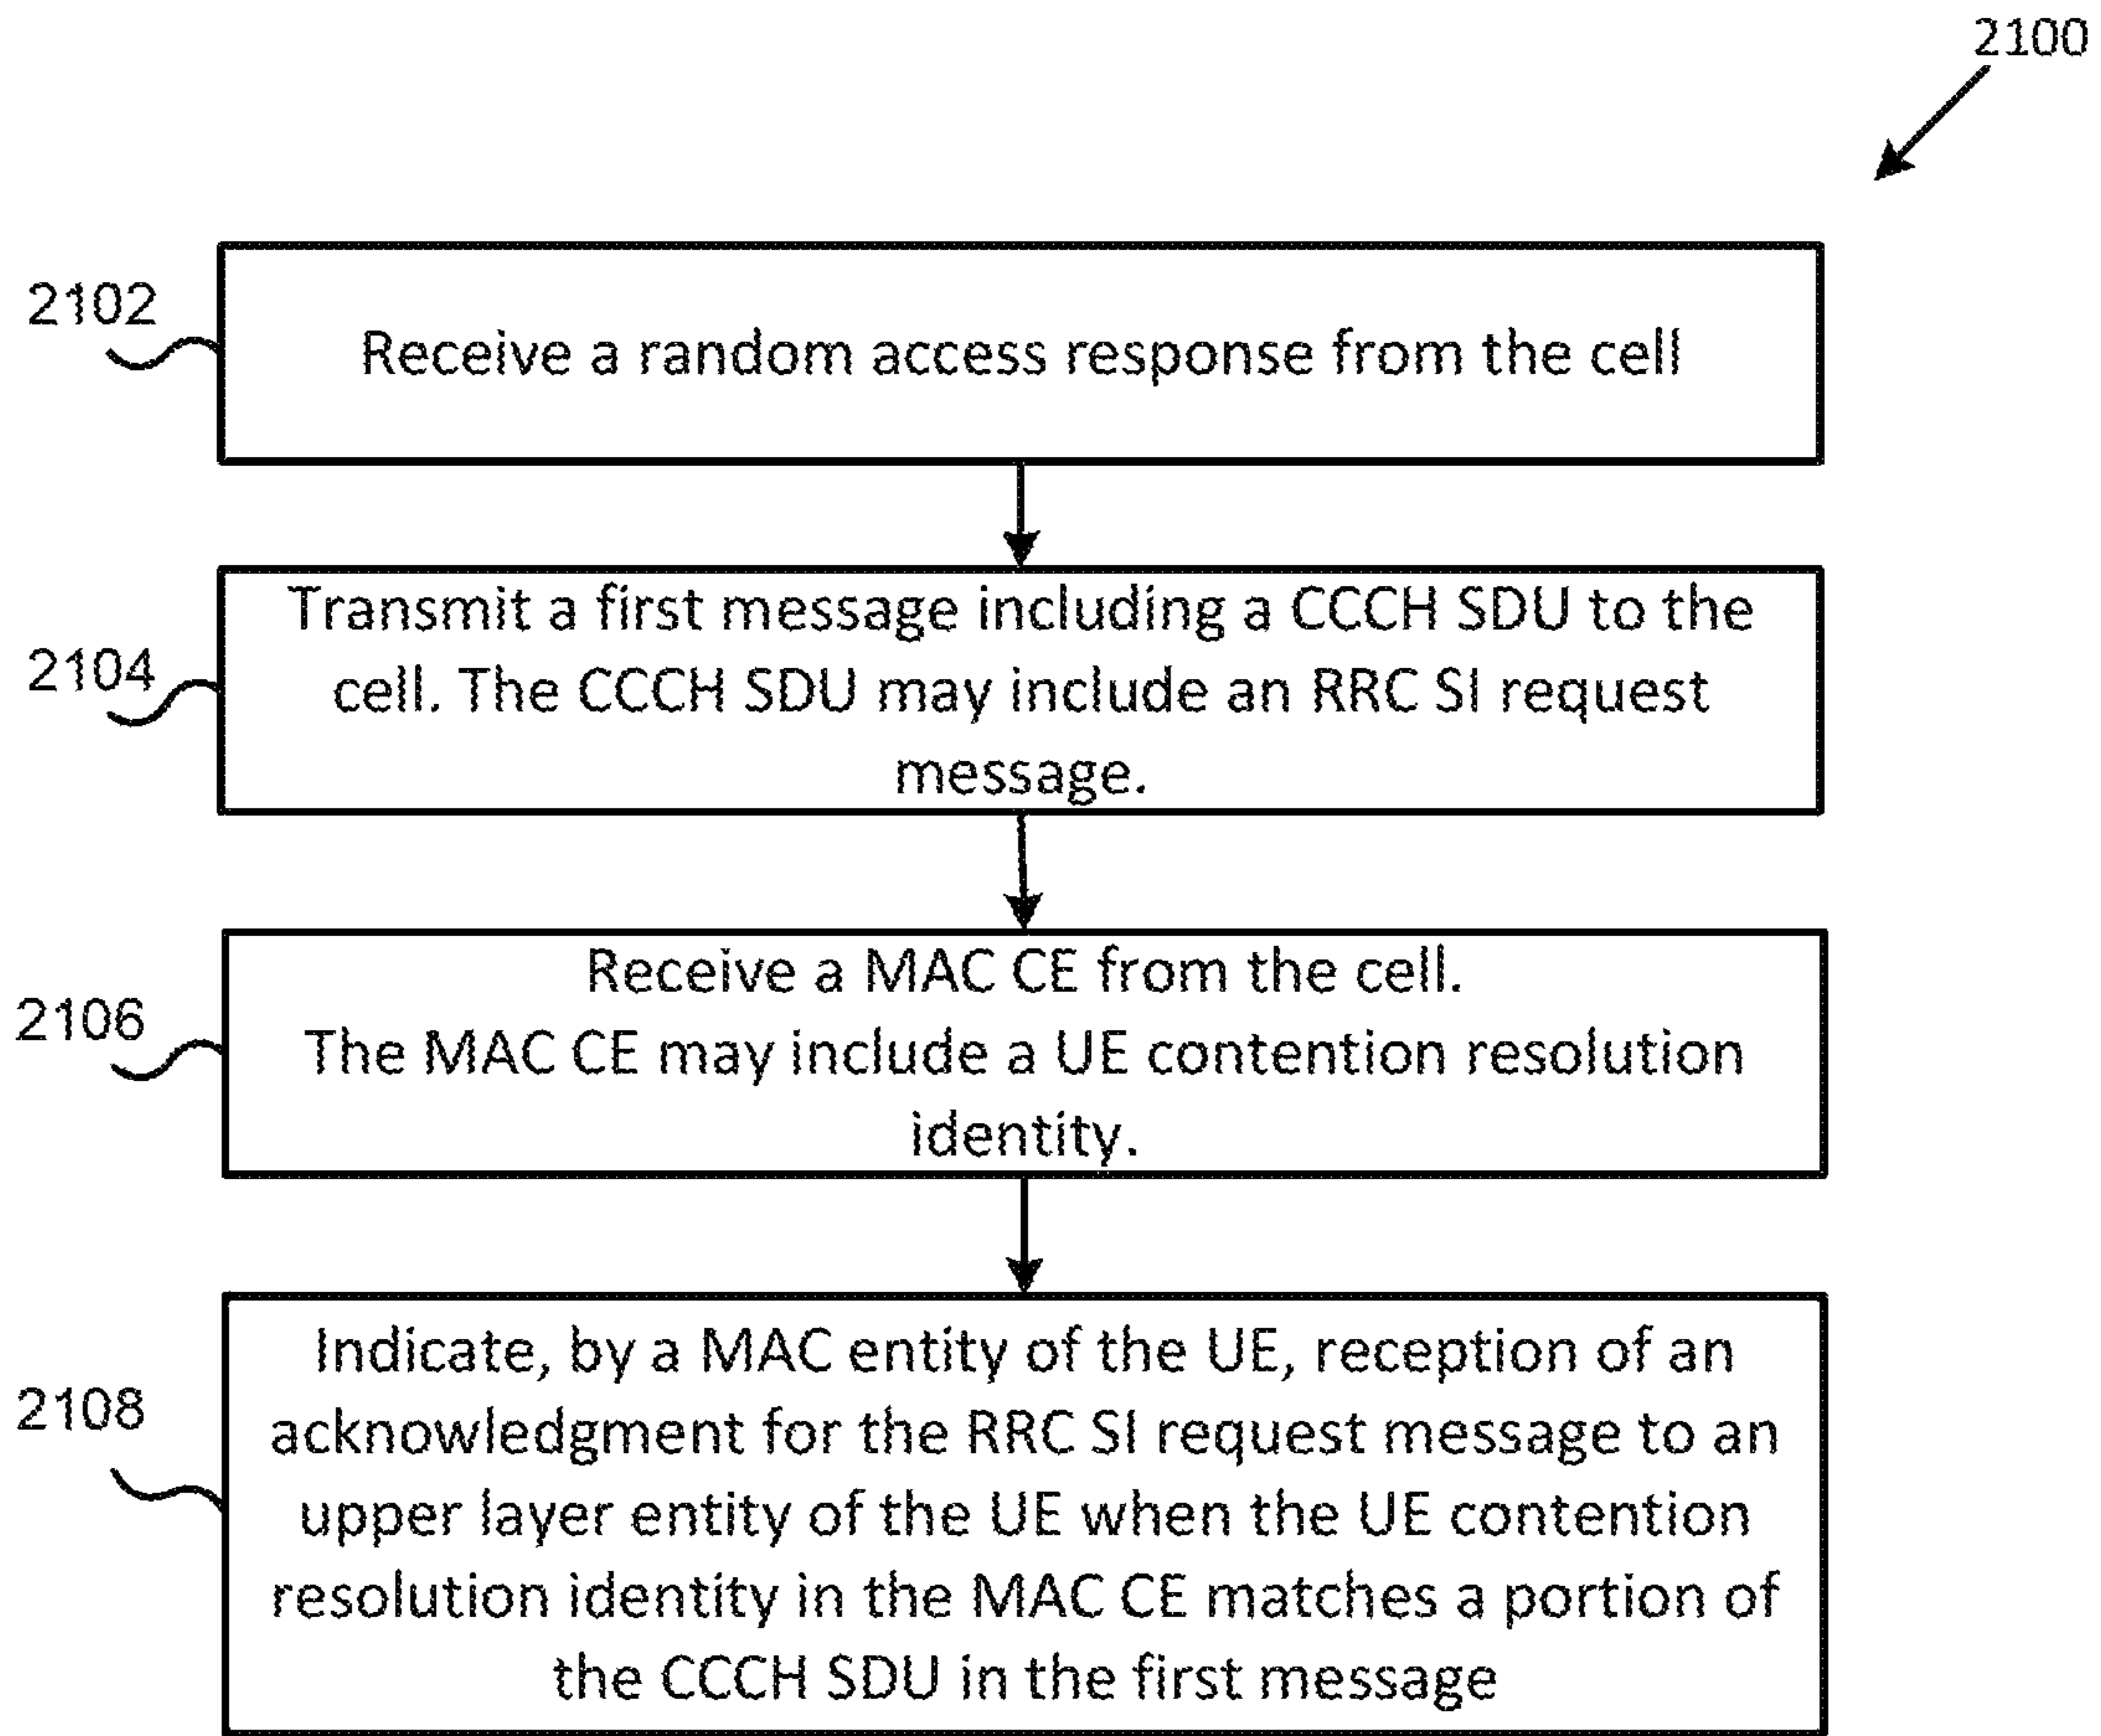 2100
2102
Receive a random access response from the cell
2104
Transmit a first message including a CCCH SDU to the
cell. The CCCH SDU may include an RRC SI request
message.
2106
Receive a MAC CE from the cell.
The MAC CE may include a UE contention resolution
identity.
2108
Indicate, by a MAC entity of the UE, reception of an
acknowledgment for the RRC SI request message to an
upper layer entity of the UE when the UE contention
resolution identity in the MAC CE matches a portion of
the CCCH SDU in the first message